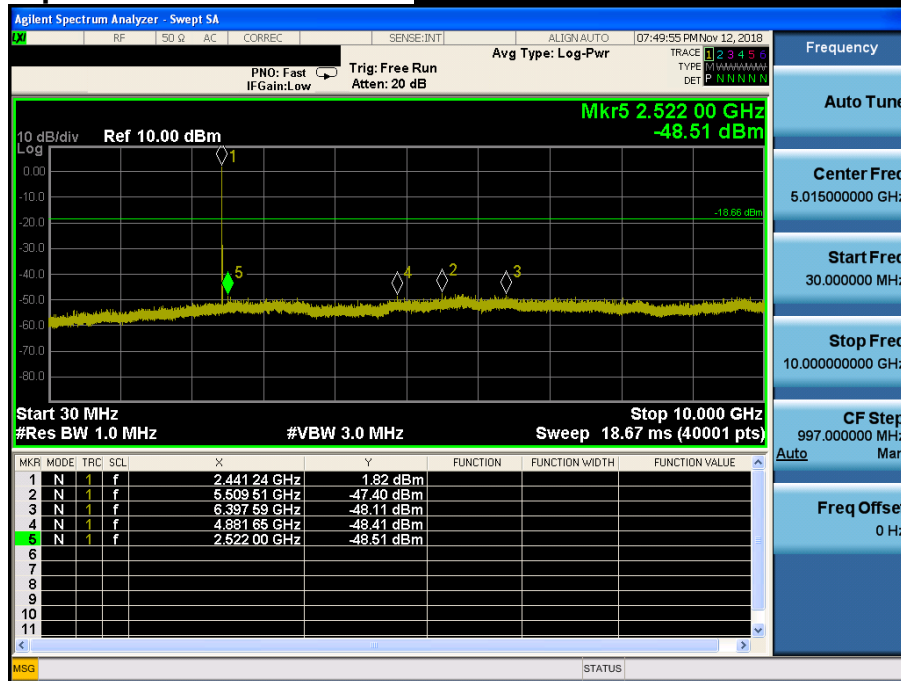 Agilent Spectrum Analyzer - Swept SA
LXI RF 50 Ω AC CORREC SENSE:INT ALIGN AUTO 07:49:55 PM Nov 12, 2018
Avg Type: Log-Pwr
TRACE 1 2 3 4 5 6
TYPE M WWWWW
DET P N N N N N
PNO: Fast
IFGain:Low
Trig: Free Run
Atten: 20 dB
Mkr5 2.522 00 GHz
-48.51 dBm
10 dB/div Ref 10.00 dBm
Log
0.00
-10.0
-20.0
-30.0
-40.0
-50.0
-60.0
-70.0
-80.0
1
-18.66 dBm
5
4
2
3
Start 30 MHz
Stop 10.000 GHz
#Res BW 1.0 MHz #VBW 3.0 MHz Sweep 18.67 ms (40001 pts)
MKR MODE TRC SCL X Y FUNCTION FUNCTION WIDTH FUNCTION VALUE
1 N 1 f 2.441 24 GHz 1.82 dBm
2 N 1 f 5.509 51 GHz -47.40 dBm
3 N 1 f 6.397 59 GHz -48.11 dBm
4 N 1 f 4.881 65 GHz -48.41 dBm
5 N 1 f 2.522 00 GHz -48.51 dBm
6
7
8
9
10
11
MSG STATUS
Frequency
Auto Tune
Center Freq
5.015000000 GHz
Start Freq
30.000000 MHz
Stop Freq
10.000000000 GHz
CF Step
997.000000 MHz
Auto Man
Freq Offset
0 Hz